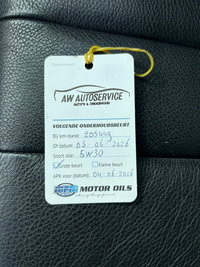 AW AUTOSERVICE
AUTO'S & ONDERHOUD
VOLGENDE ONDERHOUDSBEURT
Bij km-stand: 205449
Of datum: 05-06-2026
Soort olie: 5W30
Grote beurt Kleine beurt
APK voor (datum): 04-06-2026
MOTOR OILS